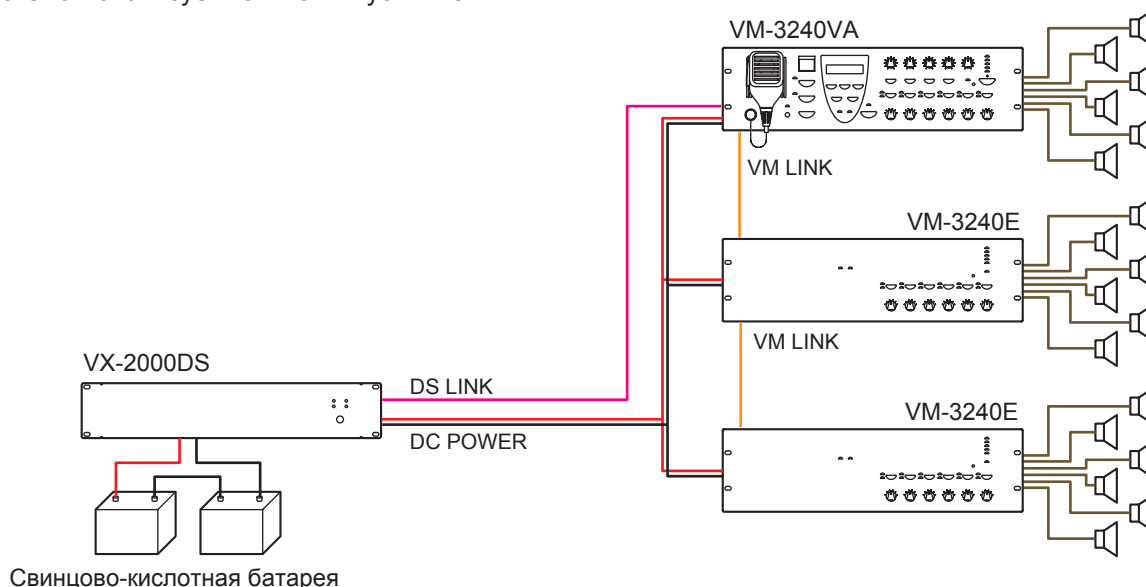 VM-3240VA
VM LINK
VM-3240E
VM LINK
VX-2000DS
DS LINK
VM-3240E
DC POWER
Свинцово-кислотная батарея